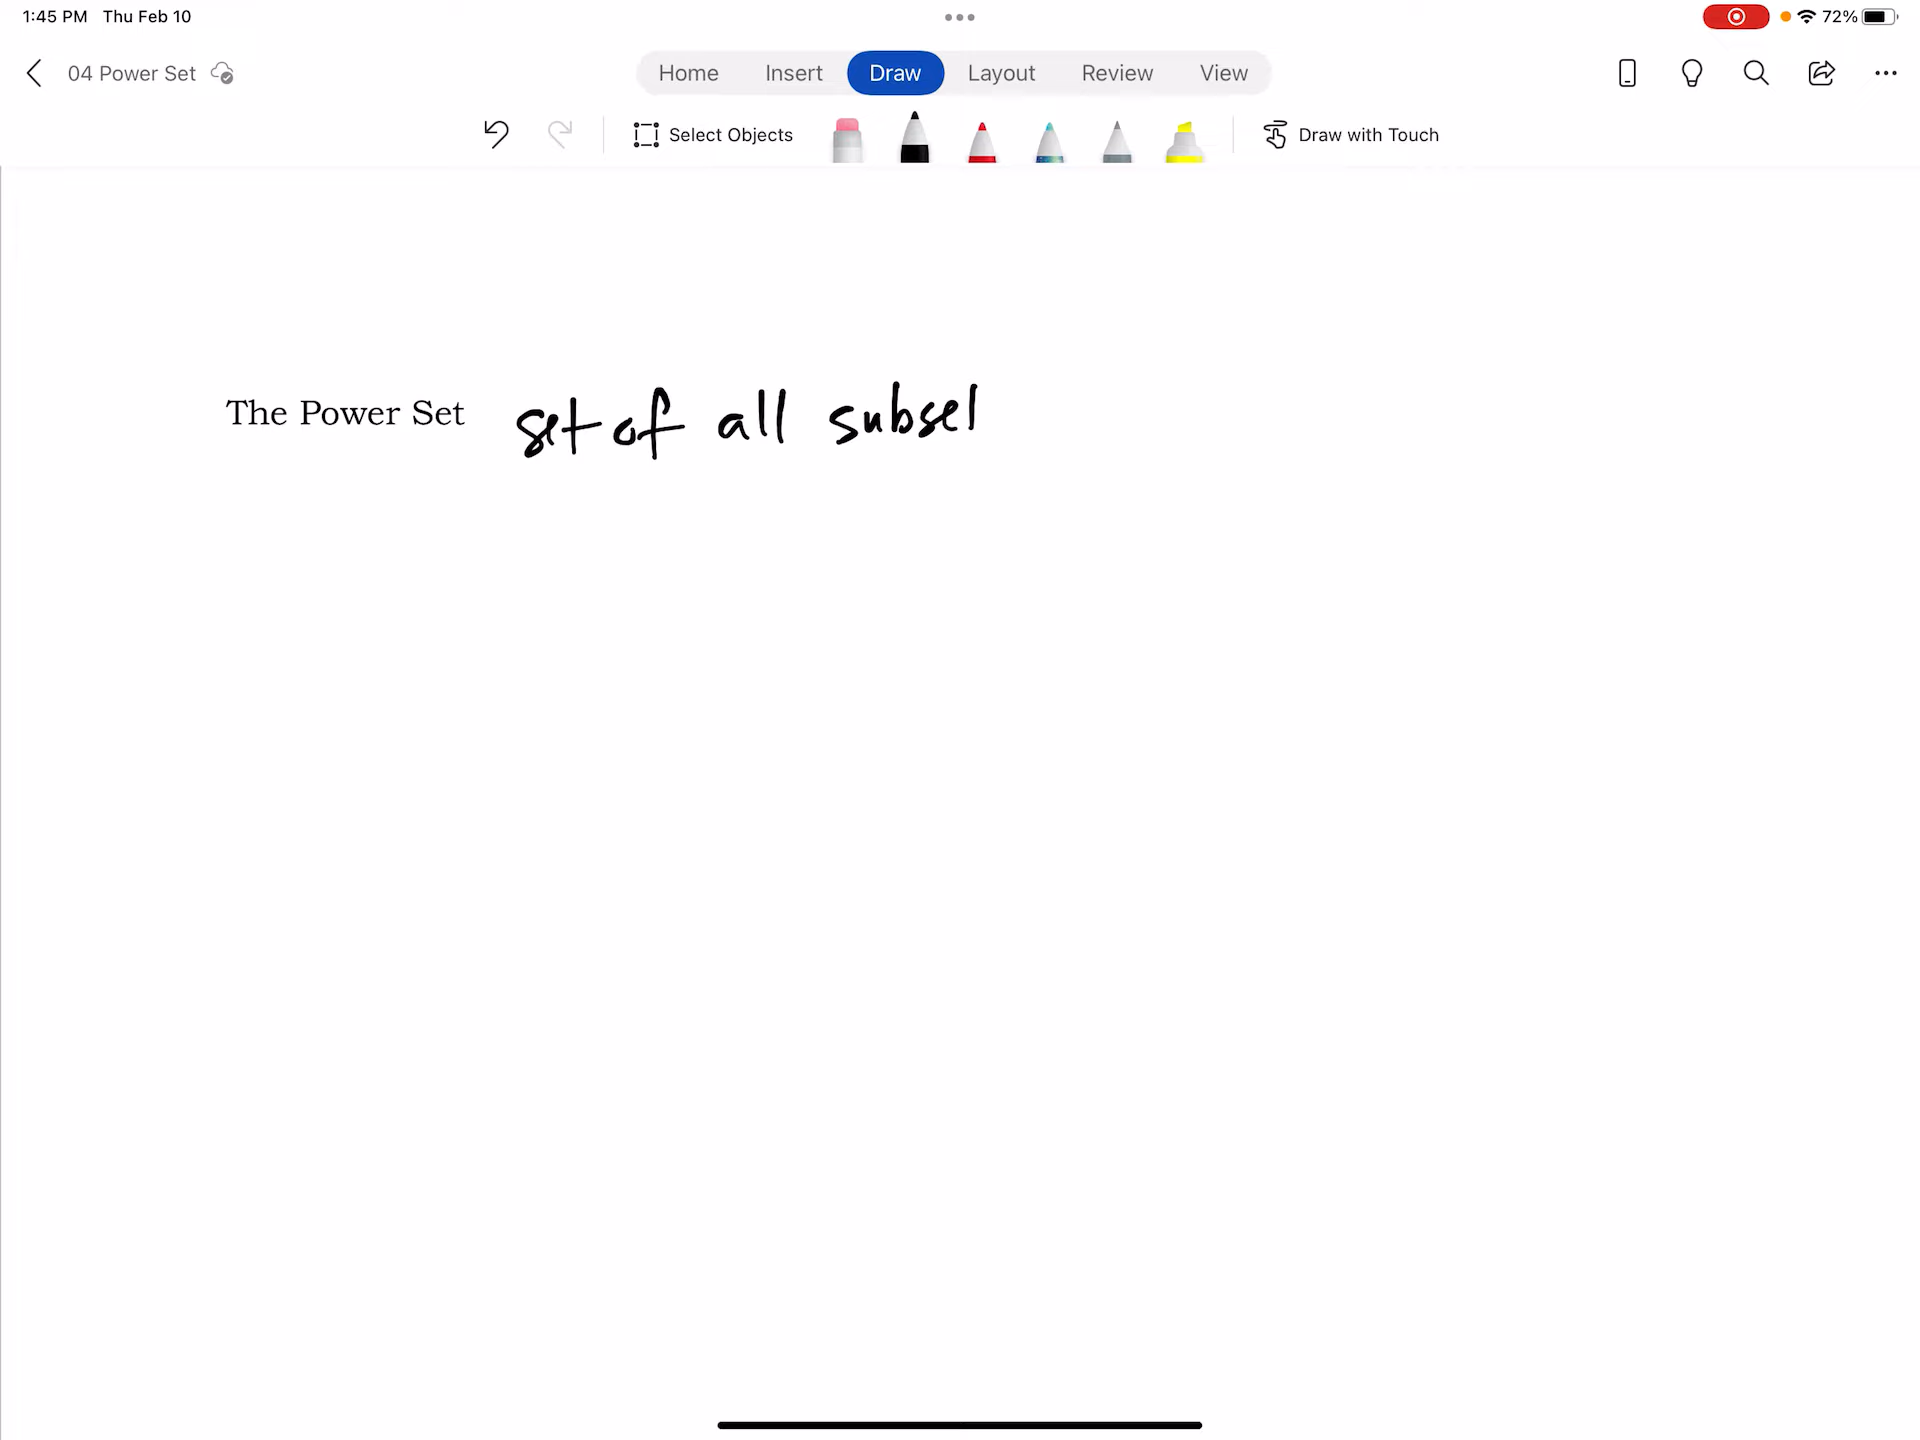 1:45 PM Thu Feb 10 72%
04 Power Set Home Insert Draw Layout Review View
Select Objects Draw with Touch
The Power Set set of all subsel